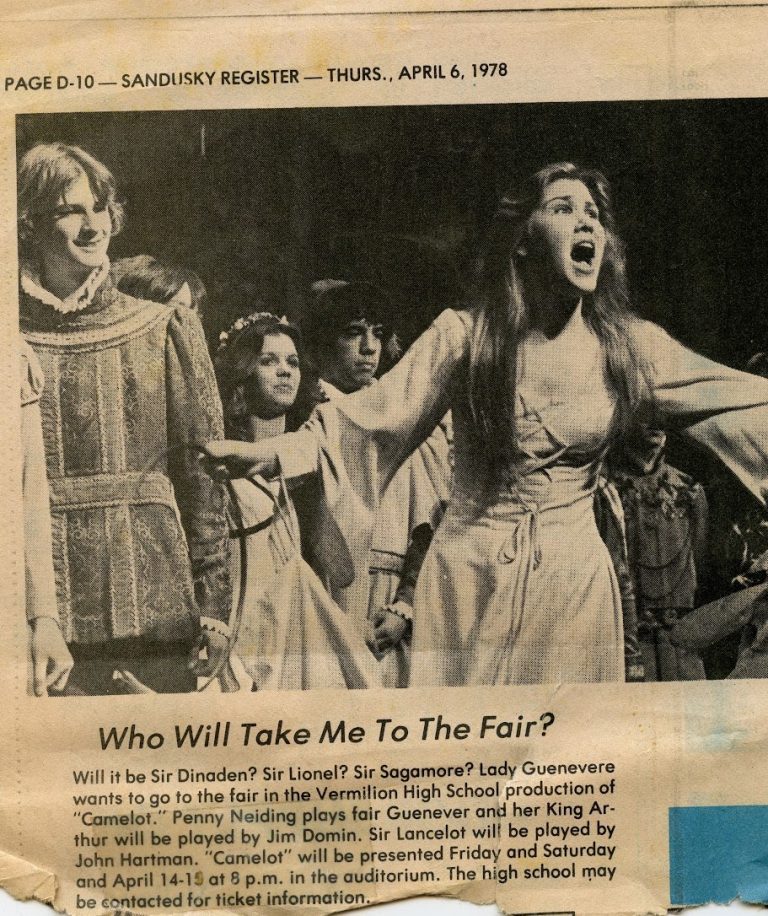 PAGE D-10 — SANDUSKY REGISTER — THURS., APRIL 6, 1978
Who Will Take Me To The Fair?
Will it be Sir Dinaden? Sir Lionel? Sir Sagamore? Lady Guenevere
wants to go to the fair in the Vermilion High School production of
"Camelot." Penny Neiding plays fair Guenever and her King Ar-
thur will be played by Jim Domin. Sir Lancelot will be played by
John Hartman. "Camelot" will be presented Friday and Saturday
and April 14-15 at 8 p.m. in the auditorium. The high school may
be contacted for ticket information.